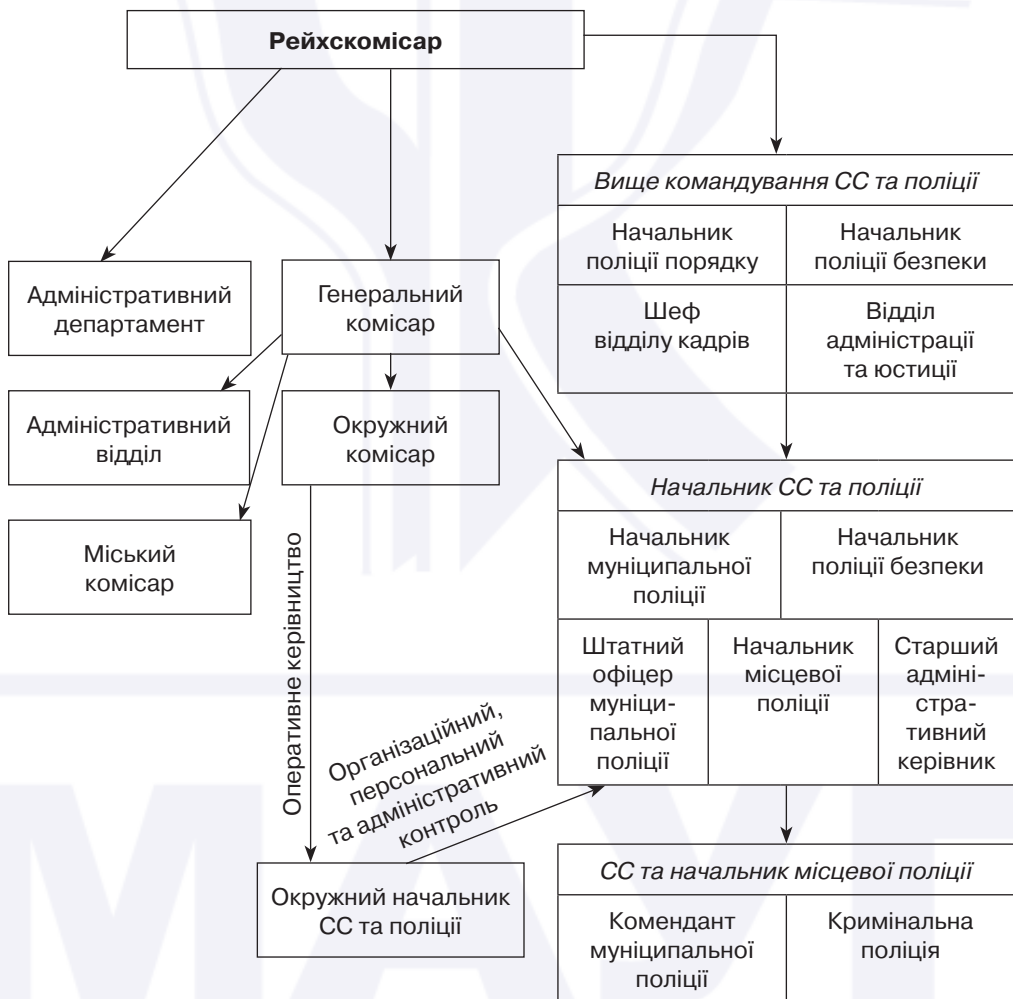 Рейхскомісар
Вище командування СС та поліції
Начальник
поліції порядку
Начальник
поліції безпеки
Шеф
відділу кадрів
Відділ
адміністрації
та юстиції
Адміністративний
департамент
Генеральний
комісар
Адміністративний
відділ
Окружний
комісар
Міський
комісар
Начальник СС та поліції
Начальник
муніципальної
поліції
Начальник
поліції безпеки
Штатний
офіцер
муніци-
пальної
поліції
Начальник
місцевої
поліції
Старший
адміні-
стра-
тивний
керівник
Оперативне керівництво
Організаційний,
персональний
та адміністративний
контроль
Окружний начальник
СС та поліції
СС та начальник місцевої поліції
Комендант
муніципальної
поліції
Кримінальна
поліція
МАУП